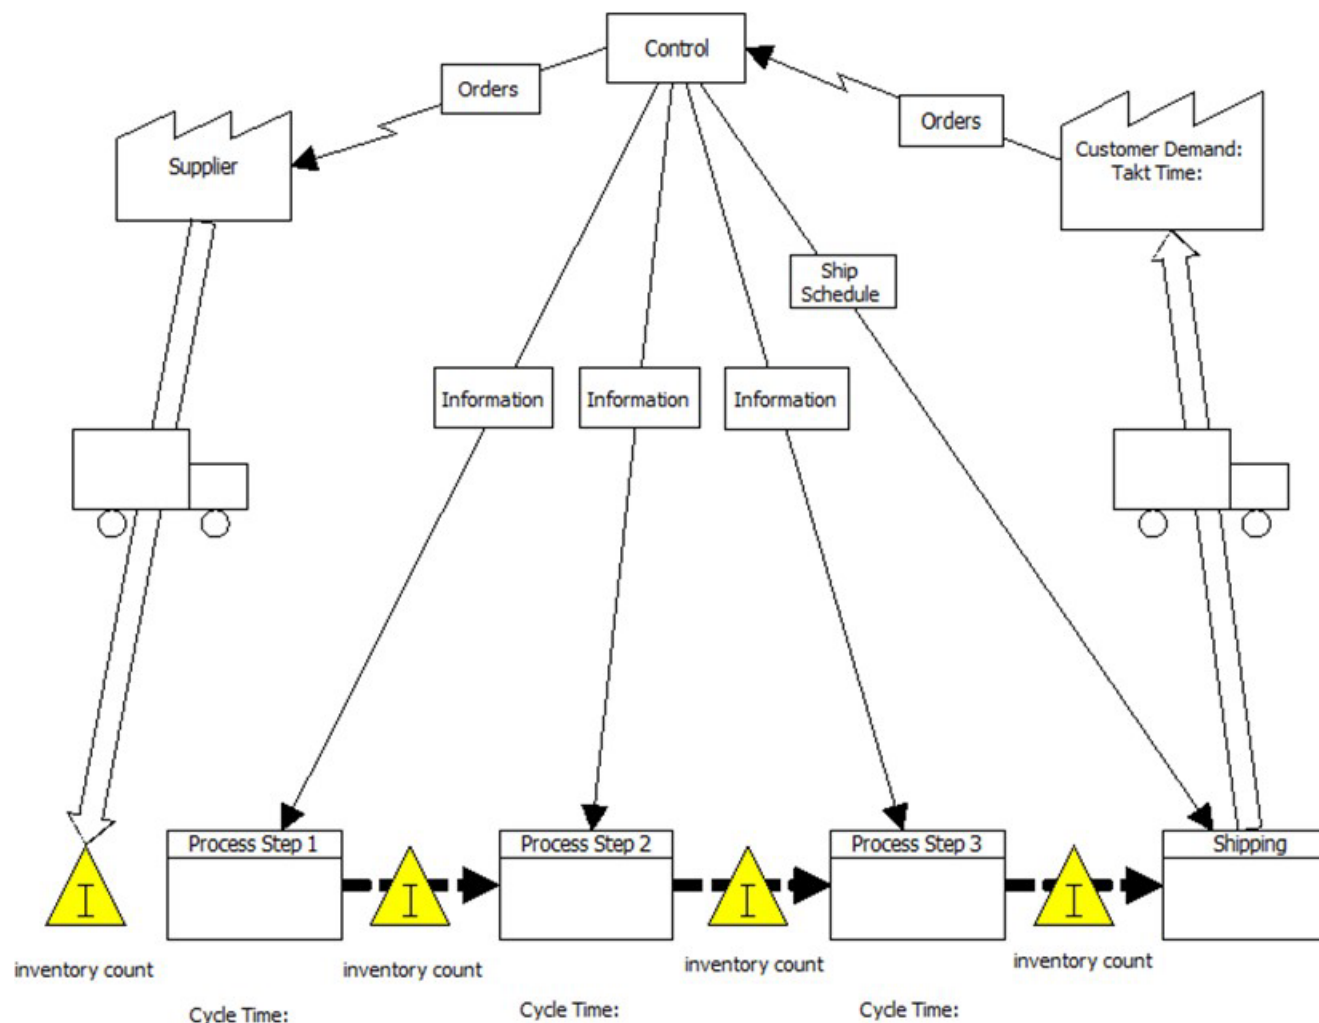 Control
Orders
Orders
Supplier
Customer Demand:
Takt Time:
Ship
Schedule
Information
Information
Information
Process Step 1
Process Step 2
Process Step 3
Shipping
I
I
I
I
inventory count
inventory count
inventory count
inventory count
Cycle Time:
Cycle Time:
Cycle Time: